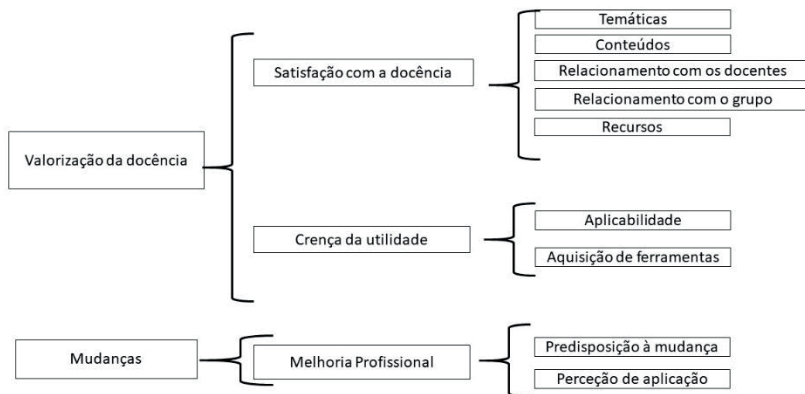 Valorização da docência
Satisfação com a docência
Temáticas
Conteúdos
Relacionamento com os docentes
Relacionamento com o grupo
Recursos
Crença da utilidade
Aplicabilidade
Aquisição de ferramentas
Mudanças
Melhoria Profissional
Predisposição à mudança
Perceção de aplicação